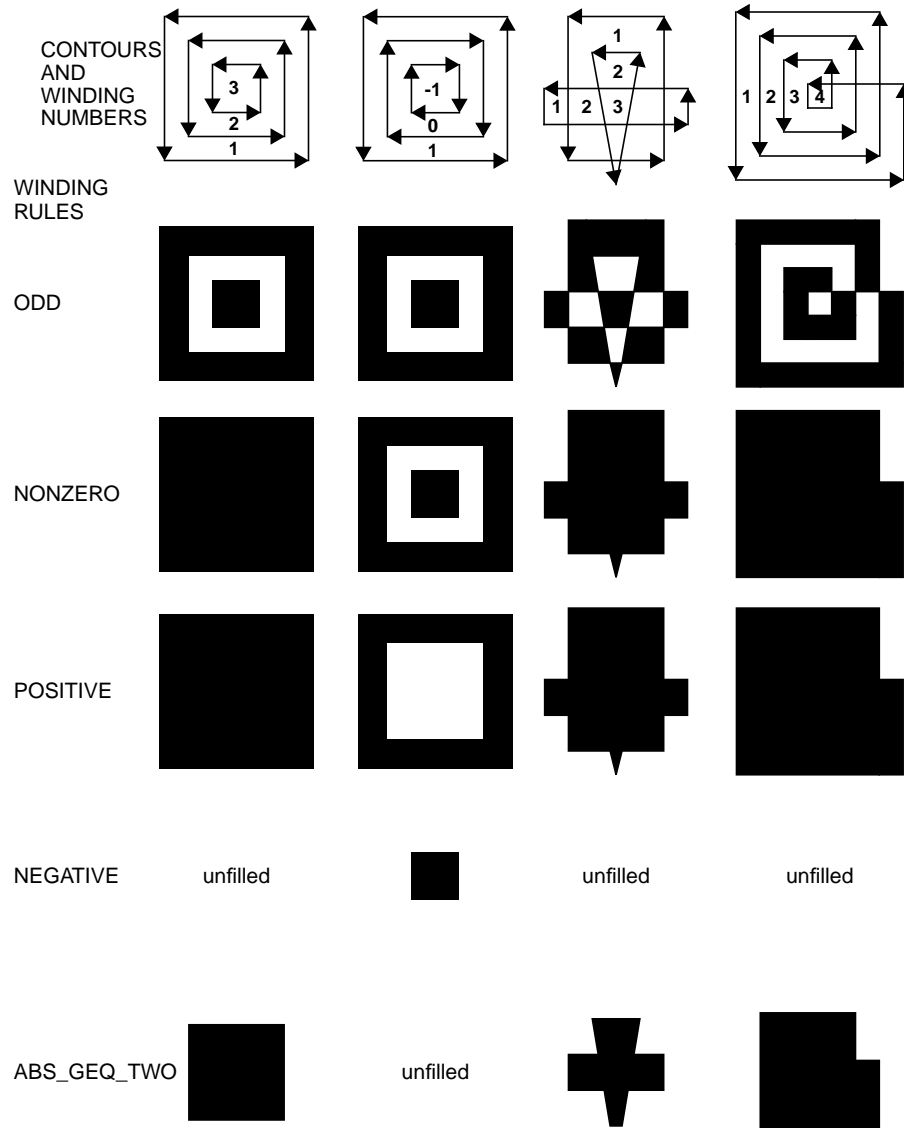 CONTOURS
AND
WINDING
NUMBERS
3
2
1
-1
0
1
1
2
1 2 3
1 2 3 4
WINDING
RULES
ODD
NONZERO
POSITIVE
NEGATIVE unfilled unfilled unfilled
ABS_GEQ_TWO unfilled